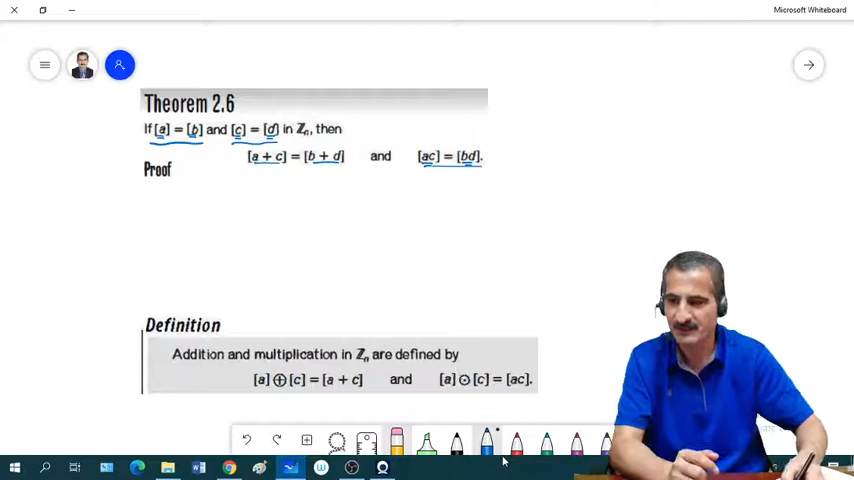 Microsoft Whiteboard
Theorem 2.6
If [a] = [b] and [c] = [d] in ℤn, then
[a + c] = [b + d] and [ac] = [bd].
Proof
Definition
Addition and multiplication in ℤn are defined by
[a] ⊕ [c] = [a + c] and [a] ⊙ [c] = [ac].